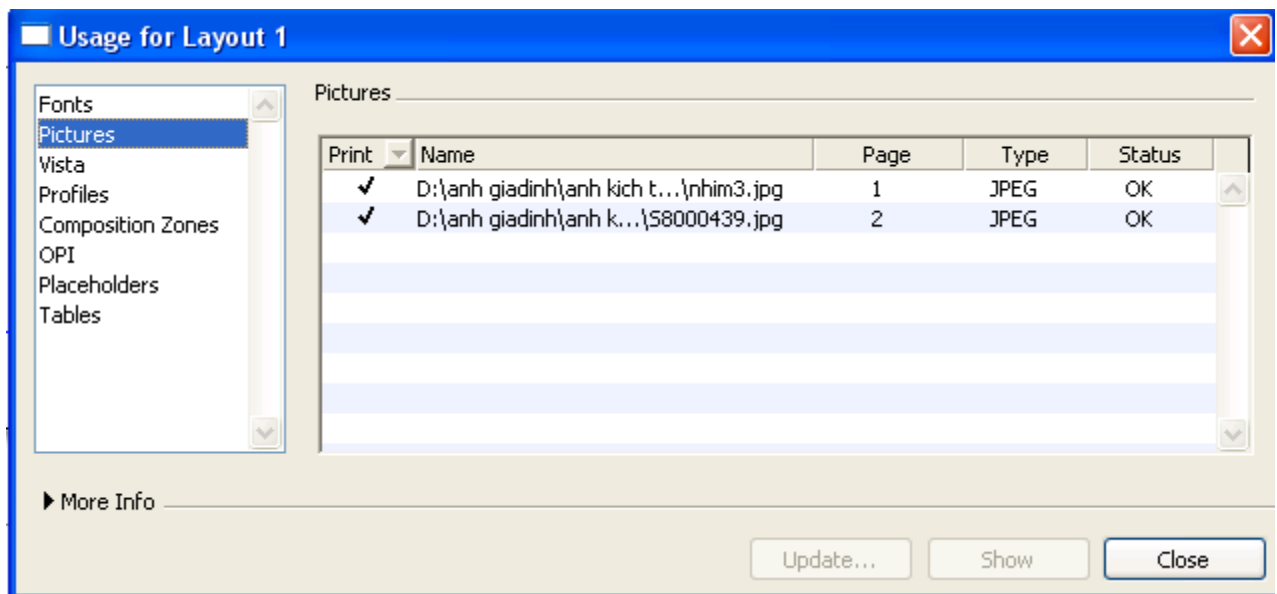 Usage for Layout 1
Fonts
Pictures
Vista
Profiles
Composition Zones
OPI
Placeholders
Tables
Pictures
Print Name Page Type Status
D:\anh giadinh\anh kich t...\nhim3.jpg 1 JPEG OK
D:\anh giadinh\anh k...\S8000439.jpg 2 JPEG OK
More Info
Update... Show Close